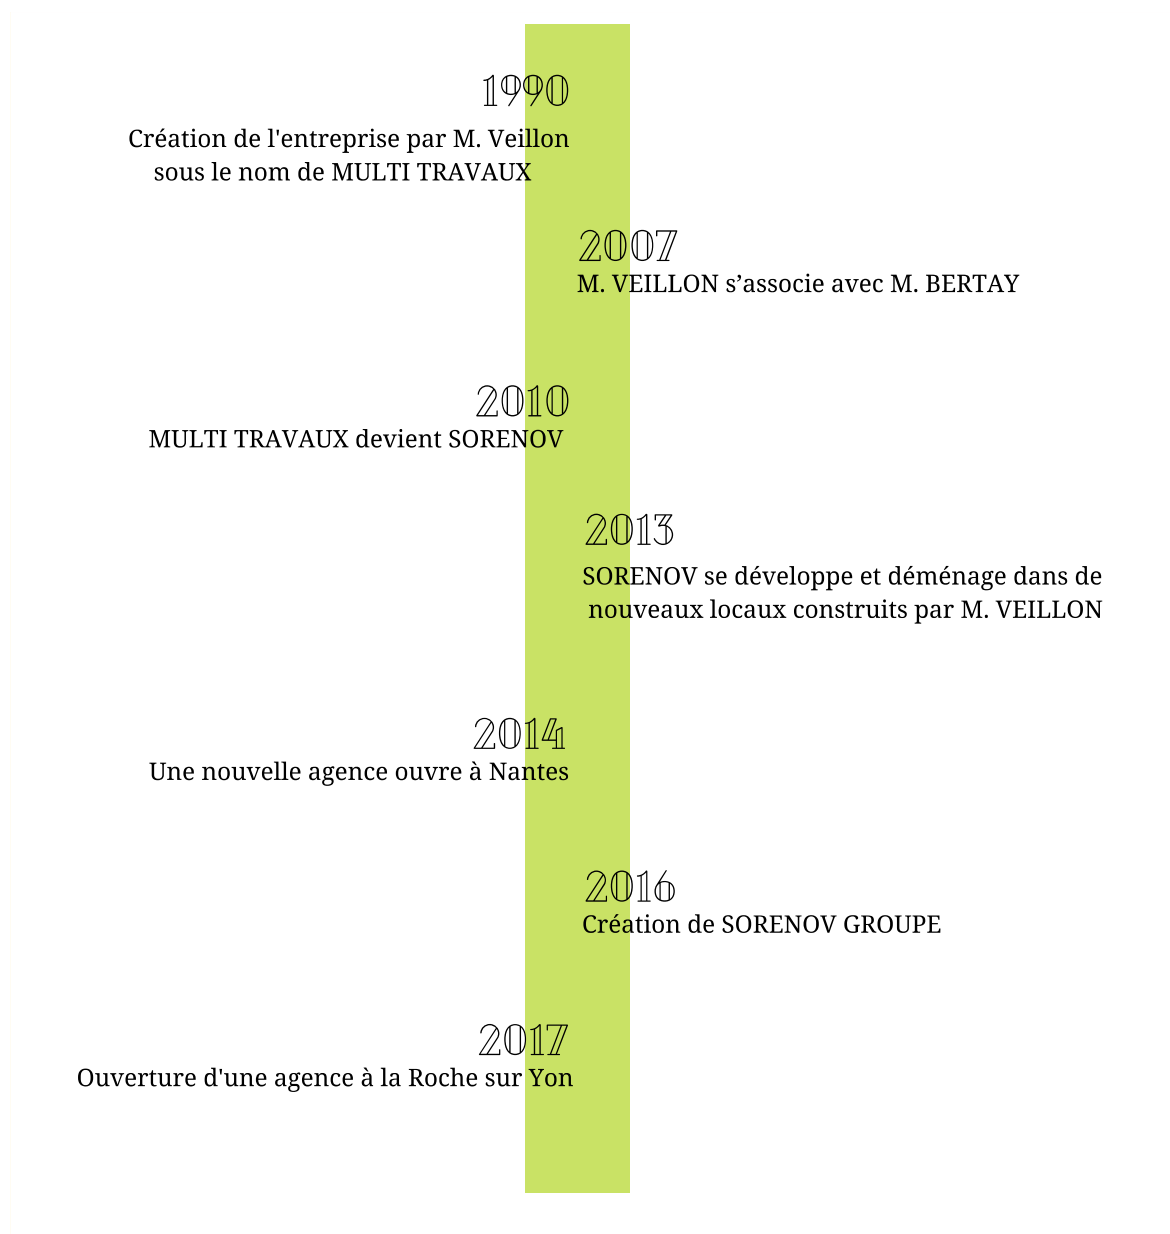 1990
Création de l'entreprise par M. Veillon
sous le nom de MULTI TRAVAUX
2007
M. VEILLON s’associe avec M. BERTAY
2010
MULTI TRAVAUX devient SORENOV
2013
SORENOV se développe et déménage dans de
nouveaux locaux construits par M. VEILLON
2014
Une nouvelle agence ouvre à Nantes
2016
Création de SORENOV GROUPE
2017
Ouverture d'une agence à la Roche sur Yon